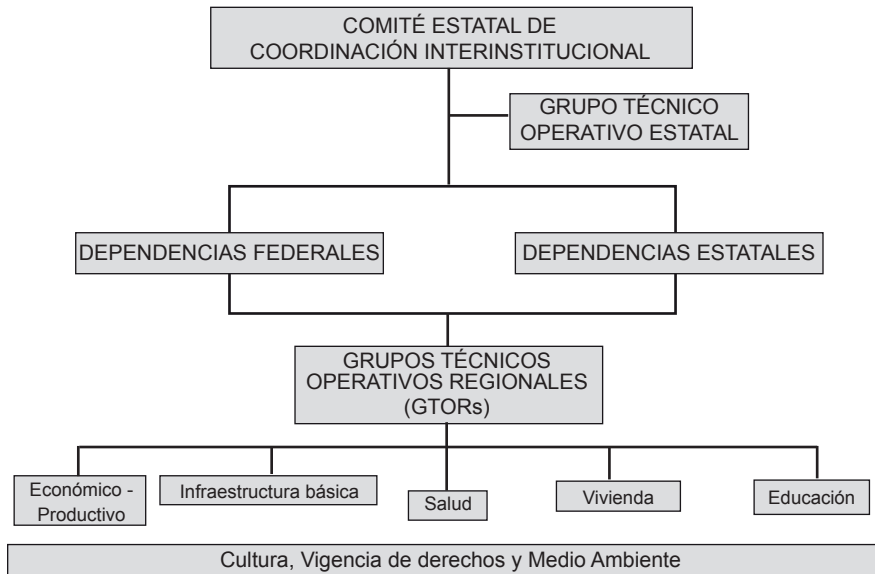 COMITÉ ESTATAL DE
COORDINACIÓN INTERINSTITUCIONAL
GRUPO TÉCNICO
OPERATIVO ESTATAL
DEPENDENCIAS FEDERALES
DEPENDENCIAS ESTATALES
GRUPOS TÉCNICOS
OPERATIVOS REGIONALES
(GTORs)
Económico -
Productivo
Infraestructura básica
Salud
Vivienda
Educación
Cultura, Vigencia de derechos y Medio Ambiente